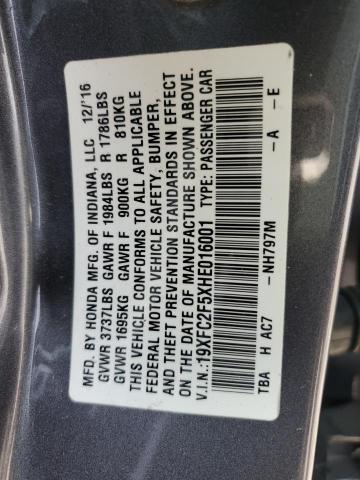 MFD. BY HONDA MFG. OF INDIANA, LLC 12/'16
GVWR 3737LBS GAWR F 1984LBS R 1786LBS
GVWR 1695KG GAWR F 900KG R 810KG
THIS VEHICLE CONFORMS TO ALL APPLICABLE
FEDERAL MOTOR VEHICLE SAFETY, BUMPER,
AND THEFT PREVENTION STANDARDS IN EFFECT
ON THE DATE OF MANUFACTURE SHOWN ABOVE.
V.I.N.:19XFC2F5XHE016001 TYPE: PASSENGER CAR
TBA H AC7 -NH797M -A -E